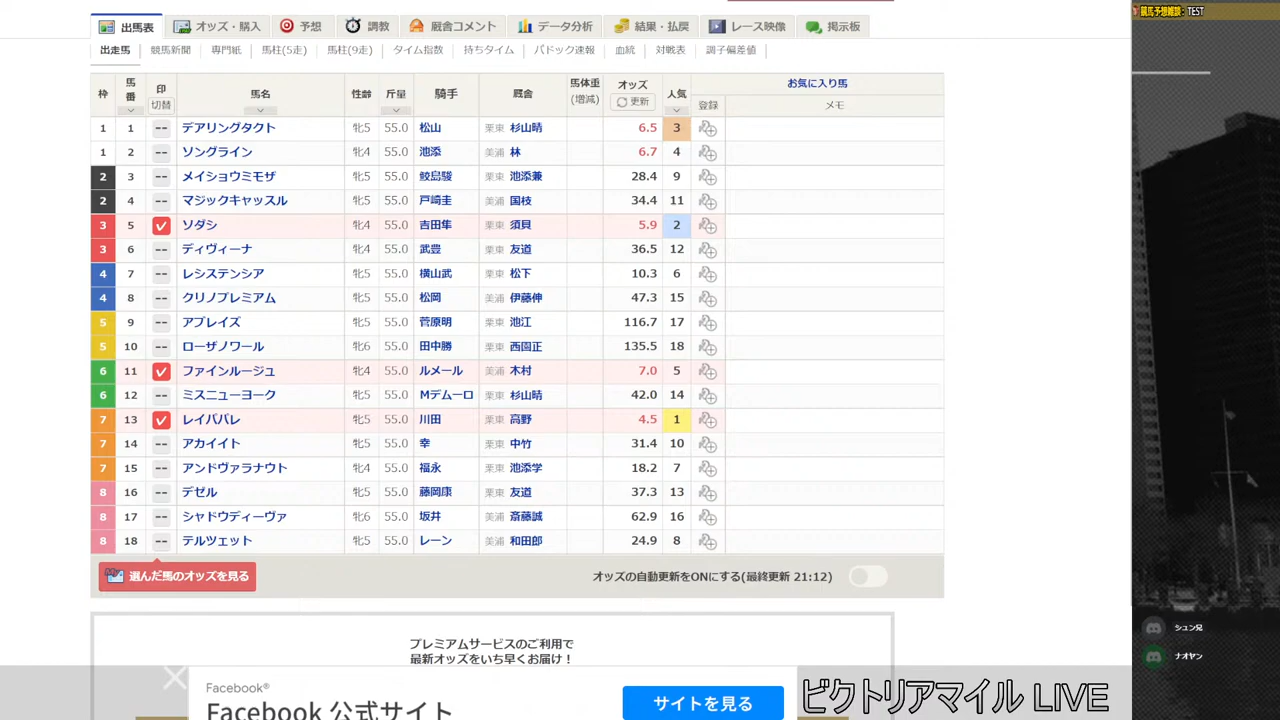 競馬予想雑談：TEST
出馬表 オッズ・購入 予想 調教 厩舎コメント データ分析 結果・払戻 レース映像 掲示板
出走馬 競馬新聞 専門紙 馬柱(5走) 馬柱(9走) タイム指数 持ちタイム パドック速報 血統 対戦表 調子偏差値
枠 馬番 印 切替 馬名 性齢 斤量 騎手 厩舎 馬体重(増減) オッズ 更新 人気 お気に入り馬 登録 メモ
1 1 -- デアリングタクト 牝5 55.0 松山 栗東 杉山晴 6.5 3
1 2 -- ソングライン 牝4 55.0 池添 美浦 林 6.7 4
2 3 -- メイショウミモザ 牝5 55.0 鮫島駿 栗東 池添兼 28.4 9
2 4 -- マジックキャッスル 牝5 55.0 戸崎圭 美浦 国枝 34.4 11
3 5 ソダシ 牝4 55.0 吉田隼 栗東 須貝 5.9 2
3 6 -- ディヴィーナ 牝4 55.0 武豊 栗東 友道 36.5 12
4 7 -- レシステンシア 牝5 55.0 横山武 栗東 松下 10.3 6
4 8 -- クリノプレミアム 牝5 55.0 松岡 美浦 伊藤伸 47.3 15
5 9 -- アブレイズ 牝5 55.0 菅原明 栗東 池江 116.7 17
5 10 -- ローザノワール 牝6 55.0 田中勝 栗東 西園正 135.5 18
6 11 ファインルージュ 牝4 55.0 ルメール 美浦 木村 7.0 5
6 12 -- ミスニューヨーク 牝5 55.0 Mデムーロ 栗東 杉山晴 42.0 14
7 13 レイパパレ 牝5 55.0 川田 栗東 高野 4.5 1
7 14 -- アカイイト 牝5 55.0 幸 栗東 中竹 31.4 10
7 15 -- アンドヴァラナウト 牝4 55.0 福永 栗東 池添学 18.2 7
8 16 -- デゼル 牝5 55.0 藤岡康 栗東 友道 37.3 13
8 17 -- シャドウディーヴァ 牝6 55.0 坂井 美浦 斎藤誠 62.9 16
8 18 -- テルツェット 牝5 55.0 レーン 美浦 和田郎 24.9 8
選んだ馬のオッズを見る オッズの自動更新をONにする(最終更新 21:12)
シュン兄
ナオヤン
プレミアムサービスのご利用で
最新オッズをいち早くお届け！
Facebook®
Facebook 公式サイト
サイトを見る
ビクトリアマイル LIVE